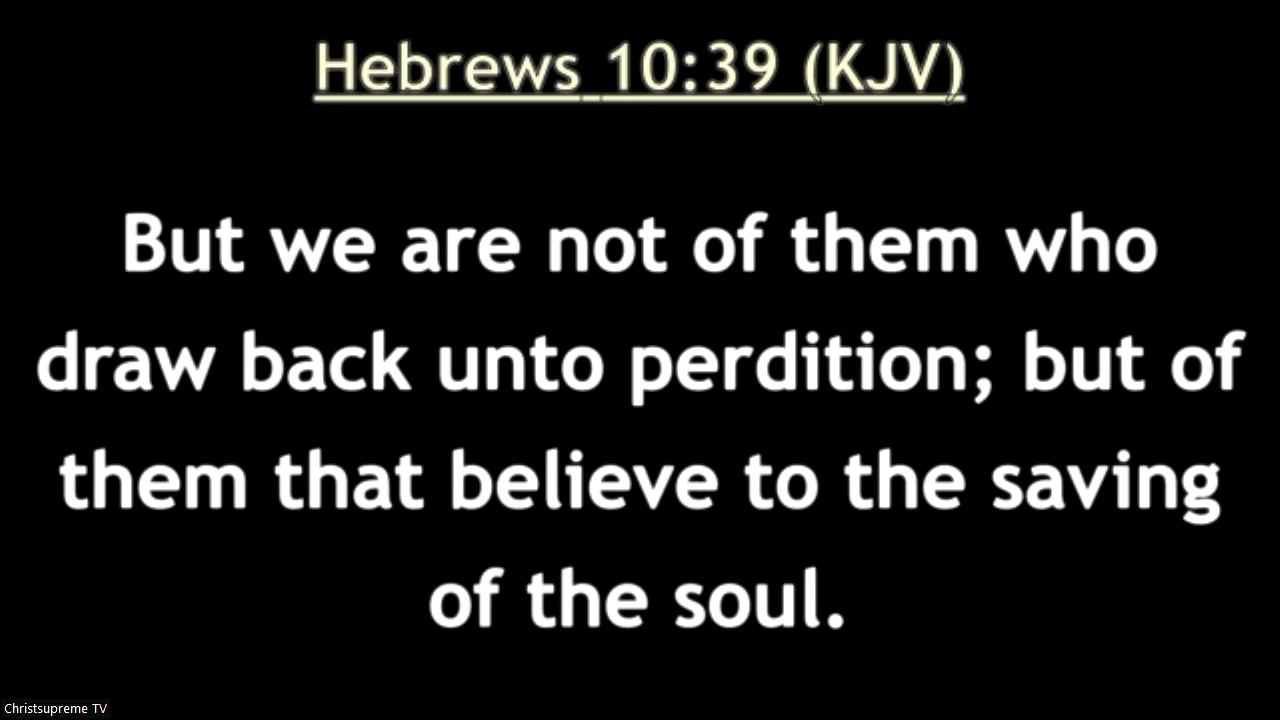 Hebrews 10:39 (KJV)
But we are not of them who
draw back unto perdition; but of
them that believe to the saving
of the soul.
Christsupreme TV